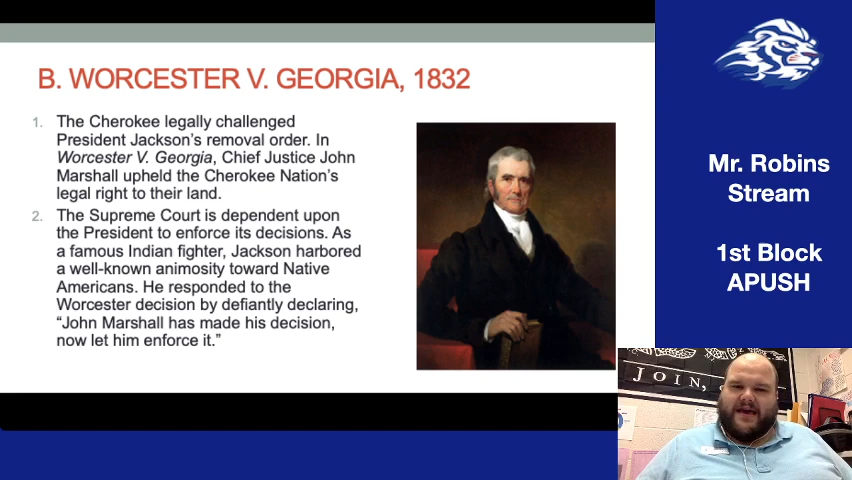 B. WORCESTER V. GEORGIA, 1832
1. The Cherokee legally challenged
President Jackson's removal order. In
Worcester V. Georgia, Chief Justice John
Marshall upheld the Cherokee Nation's
legal right to their land.
2. The Supreme Court is dependent upon
the President to enforce its decisions. As
a famous Indian fighter, Jackson harbored
a well-known animosity toward Native
Americans. He responded to the
Worcester decision by defiantly declaring,
“John Marshall has made his decision,
now let him enforce it.”
Mr. Robins
Stream
1st Block
APUSH
JOIN,